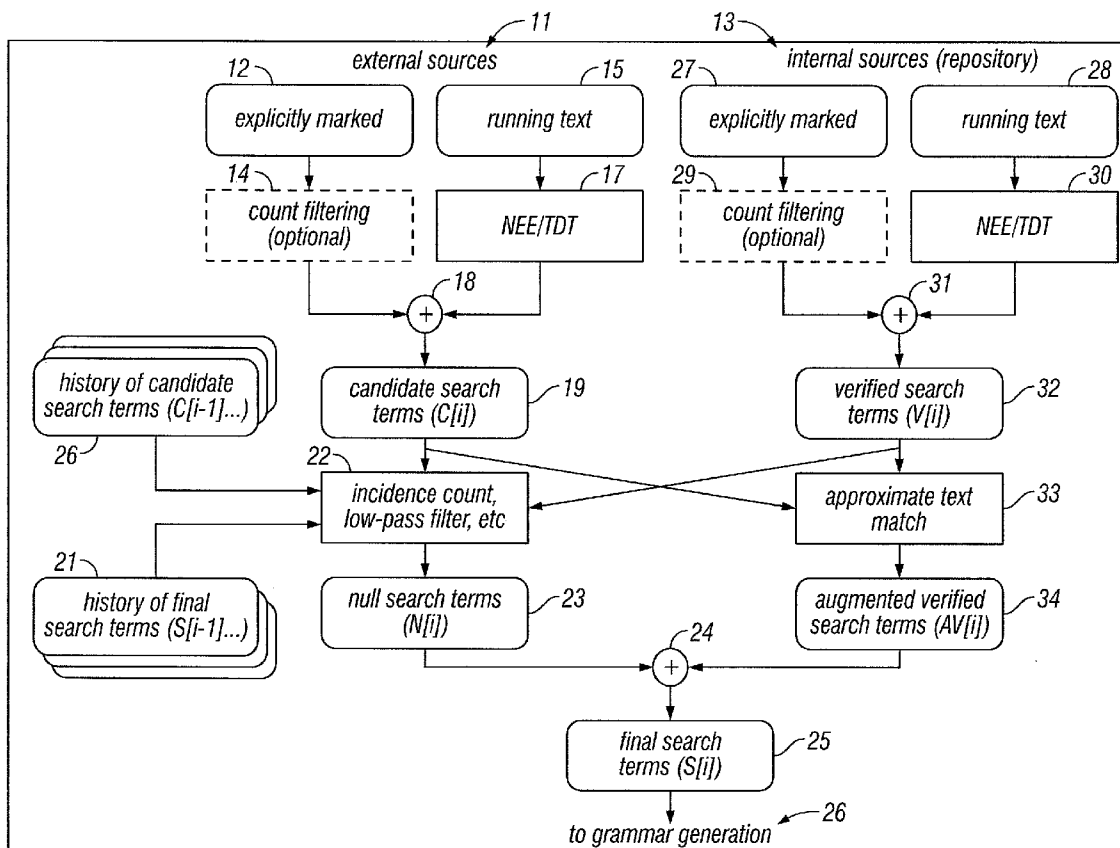 11
13
external sources
internal sources (repository)
12
15
27
28
explicitly marked
running text
explicitly marked
running text
14
17
29
30
count filtering
(optional)
NEE/TDT
count filtering
(optional)
NEE/TDT
18
31
+
+
history of candidate
search terms (C[i-1]...)
26
candidate search
terms (C[i])
19
verified search
terms (V[i])
32
22
incidence count,
low-pass filter, etc
approximate text
match
33
21
history of final
search terms (S[i-1]...)
null search terms
(N[i])
23
augmented verified
search terms (AV[i])
34
24
+
final search
terms (S[i])
25
to grammar generation
26